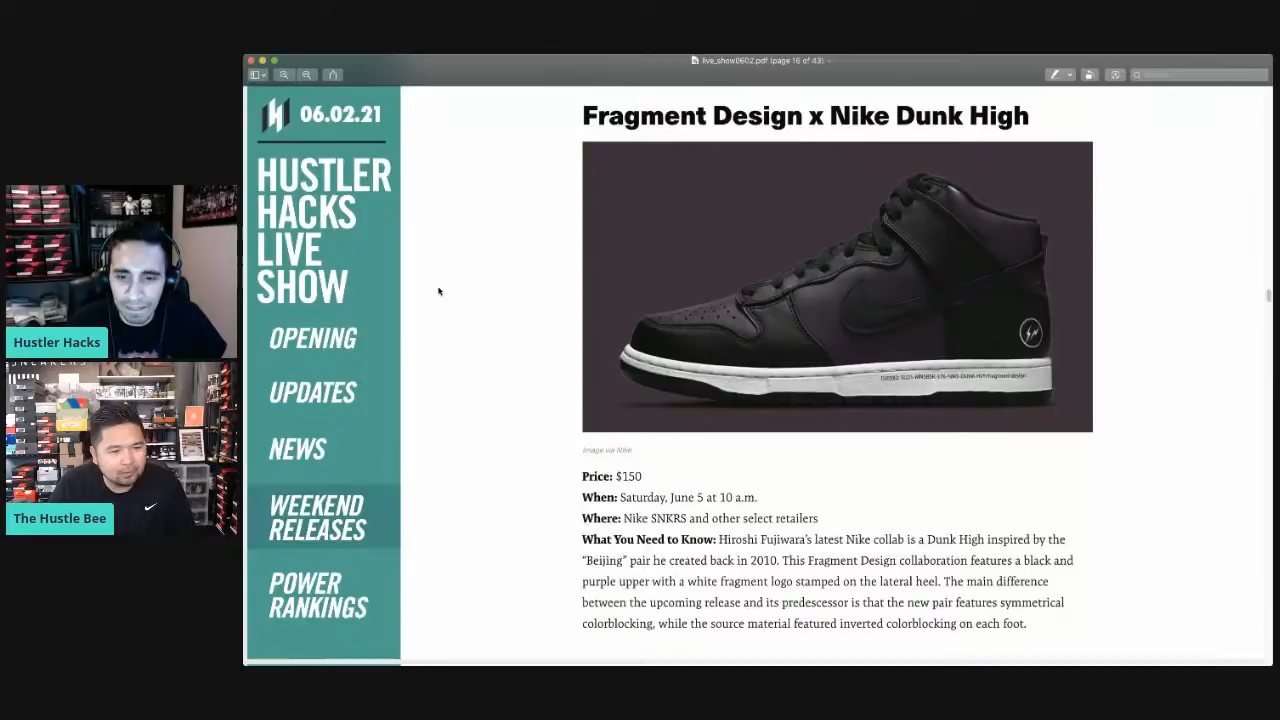 live_show0602.pdf (page 16 of 43)
06.02.21
HUSTLER
HACKS
LIVE
SHOW
OPENING
UPDATES
NEWS
WEEKEND
RELEASES
POWER
RANKINGS
Hustler Hacks
The Hustle Bee
Fragment Design x Nike Dunk High
Image via Nike
Price: $150
When: Saturday, June 5 at 10 a.m.
Where: Nike SNKRS and other select retailers
What You Need to Know: Hiroshi Fujiwara's latest Nike collab is a Dunk High inspired by the
"Beijing" pair he created back in 2010. This Fragment Design collaboration features a black and
purple upper with a white fragment logo stamped on the lateral heel. The main difference
between the upcoming release and its predescessor is that the new pair features symmetrical
colorblocking, while the source material featured inverted colorblocking on each foot.